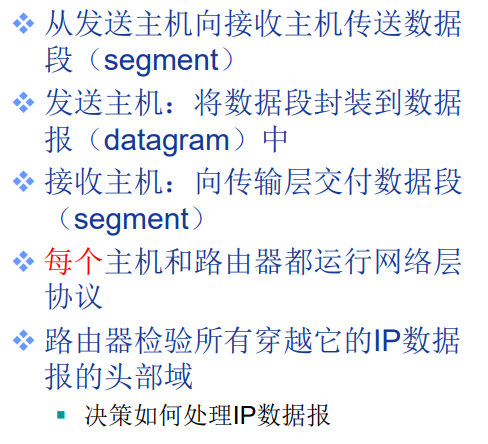 从发送主机向接收主机传送数据
段（segment）
发送主机：将数据段封装到数据
报（datagram）中
接收主机：向传输层交付数据段
（segment）
每个主机和路由器都运行网络层
协议
路由器检验所有穿越它的IP数据
报的头部域
决策如何处理IP数据报